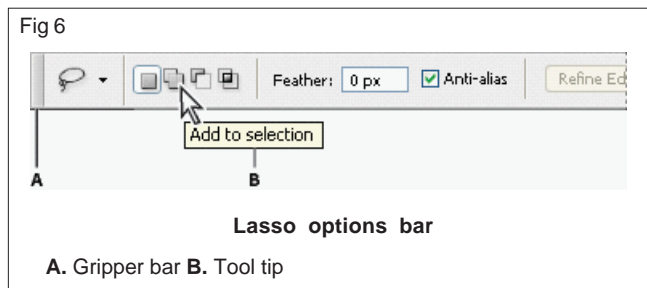 Fig 6
Feather: 0 px Anti-alias Refine Ed
Add to selection
A B
Lasso options bar
A. Gripper bar B. Tool tip